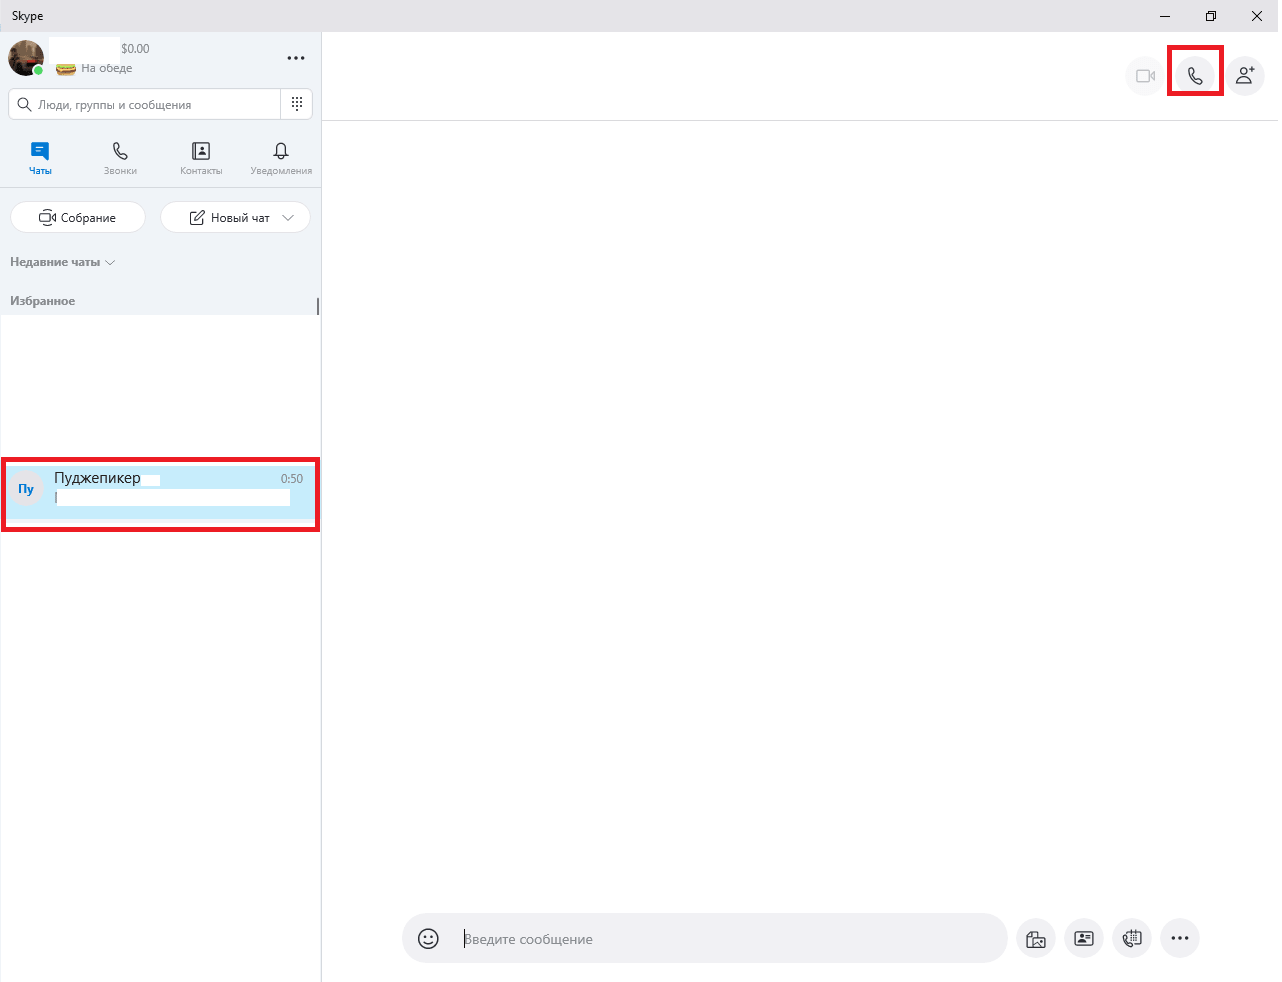 Skype
$0.00
На обеде
Люди, группы и сообщения
Чаты
Звонки
Контакты
Уведомления
Собрание
Новый чат
Недавние чаты
Избранное
Пу
Пуджепикер
0:50
Введите сообщение